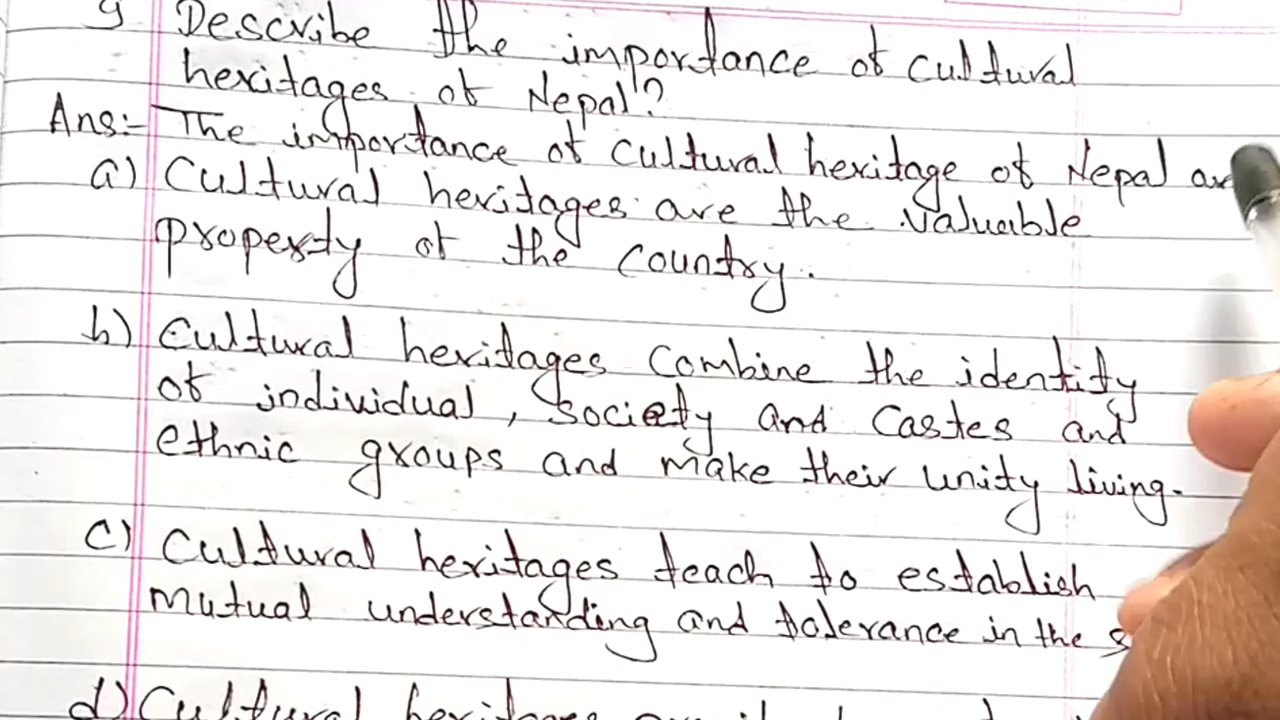 Describe the importance of cultural
heritages of Nepal?
Ans:- The importance of cultural heritage of Nepal
a) Cultural heritages are the valuable
property of the country.
b) Cultural heritages combine the identity
of individual, society and castes and
ethnic groups and make their unity living.
c) Cultural heritages teach to establish
mutual understanding and tolerance in the
d) Cultural heritages